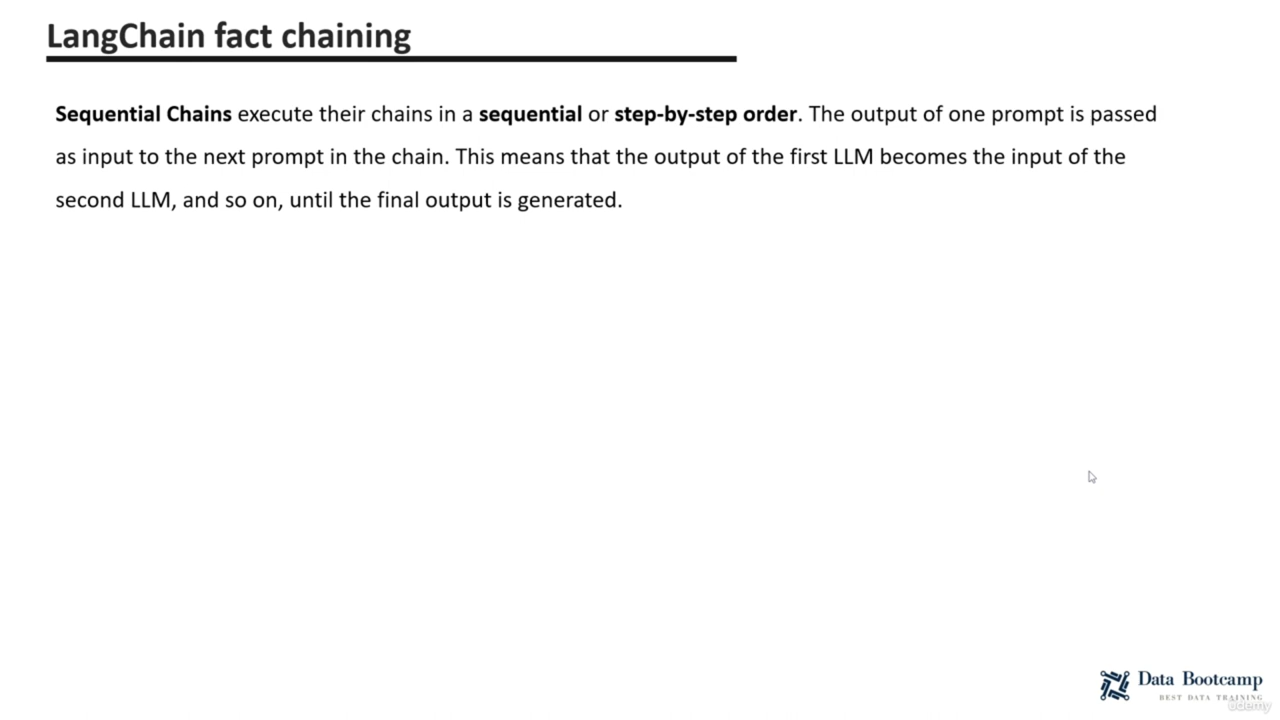 LangChain fact chaining
Sequential Chains execute their chains in a sequential or step-by-step order. The output of one prompt is passed
as input to the next prompt in the chain. This means that the output of the first LLM becomes the input of the
second LLM, and so on, until the final output is generated.
Data Bootcamp
BEST DATA TRAINING
udemy